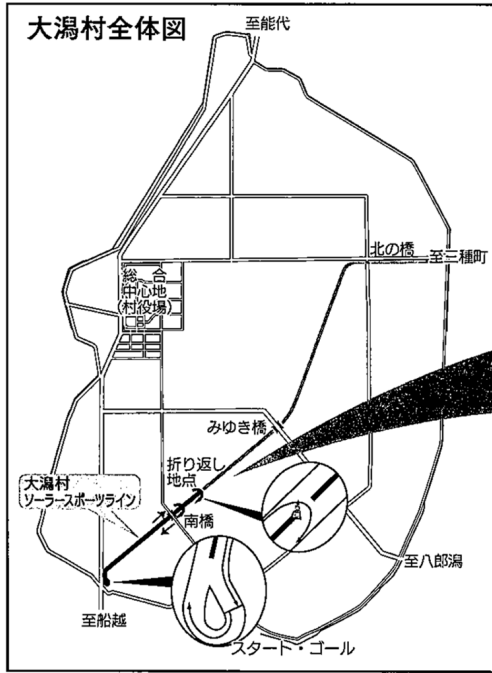 大潟村全体図
至能代
北の橋
至三種町
総合
中心地
(村役場)
みゆき橋
折り返し
地点
大潟村
ソーラースポーツライン
南橋
至八郎潟
至船越
スタート・ゴール